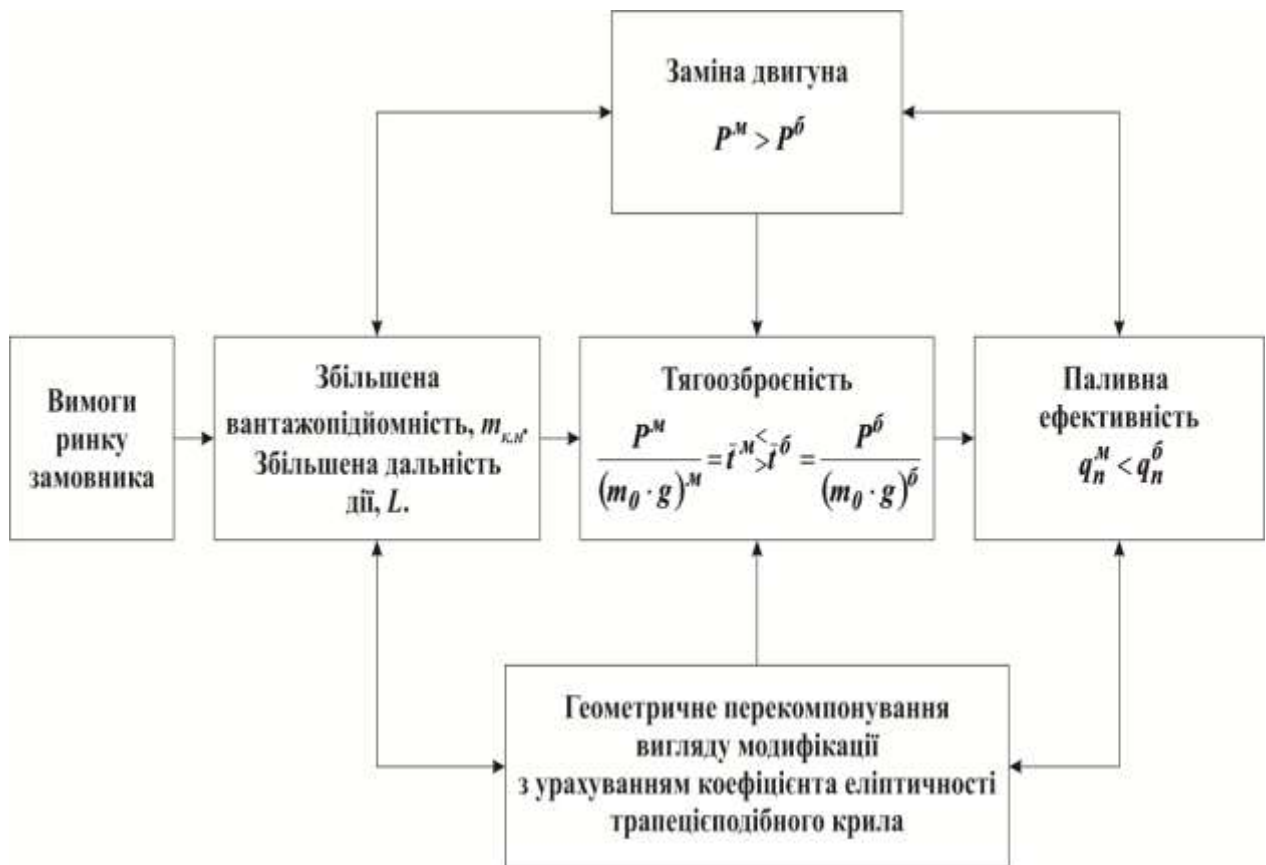 Заміна двигуна
P^м > P^б
Вимоги
ринку
замовника
Збільшена
вантажопідйомність, m_к.н.
Збільшена дальність
дії, L.
Тягоозброєність
P^м / (m_0 · g)^м = t̄^м <> t̄^б = P^б / (m_0 · g)^б
Паливна
ефективність
q_п^м < q_п^б
Геометричне перекомпонування
вигляду модифікації
з урахуванням коефіцієнта еліптичності
трапецієподібного крила